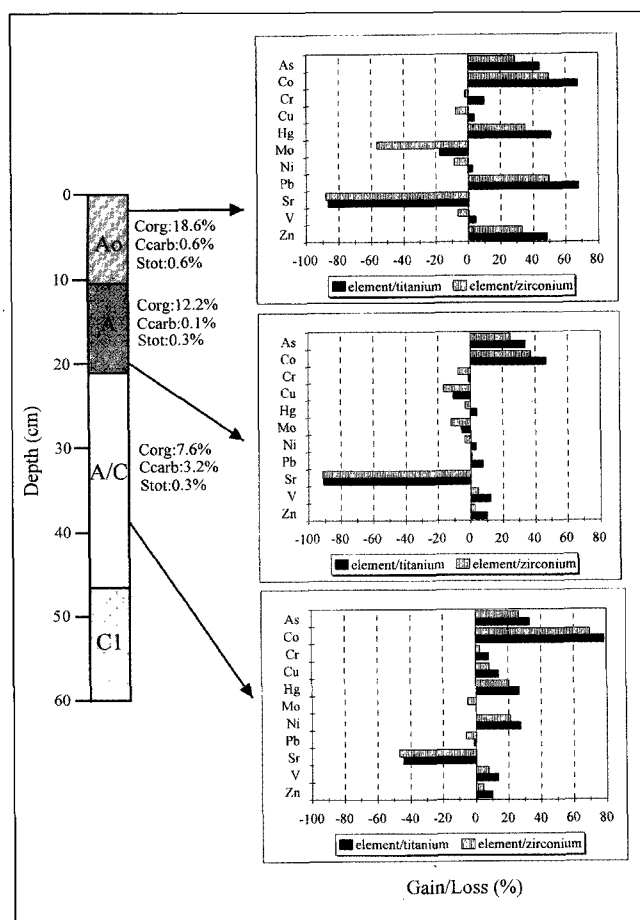 Depth (cm)
0
10
20
30
40
50
60
Ao
A
A/C
C1
Corg:18.6%
Ccarb:0.6%
Stot:0.6%
Corg:12.2%
Ccarb:0.1%
Stot:0.3%
Corg:7.6%
Ccarb:3.2%
Stot:0.3%
As
Co
Cr
Cu
Hg
Mo
Ni
Pb
Sr
V
Zn
-100 -80 -60 -40 -20 0 20 40 60 80
element/titanium element/zirconium
As
Co
Cr
Cu
Hg
Mo
Ni
Pb
Sr
V
Zn
-100 -80 -60 -40 -20 0 20 40 60 80
element/titanium element/zirconium
As
Co
Cr
Cu
Hg
Mo
Ni
Pb
Sr
V
Zn
-100 -80 -60 -40 -20 0 20 40 60 80
element/titanium element/zirconium
Gain/Loss (%)